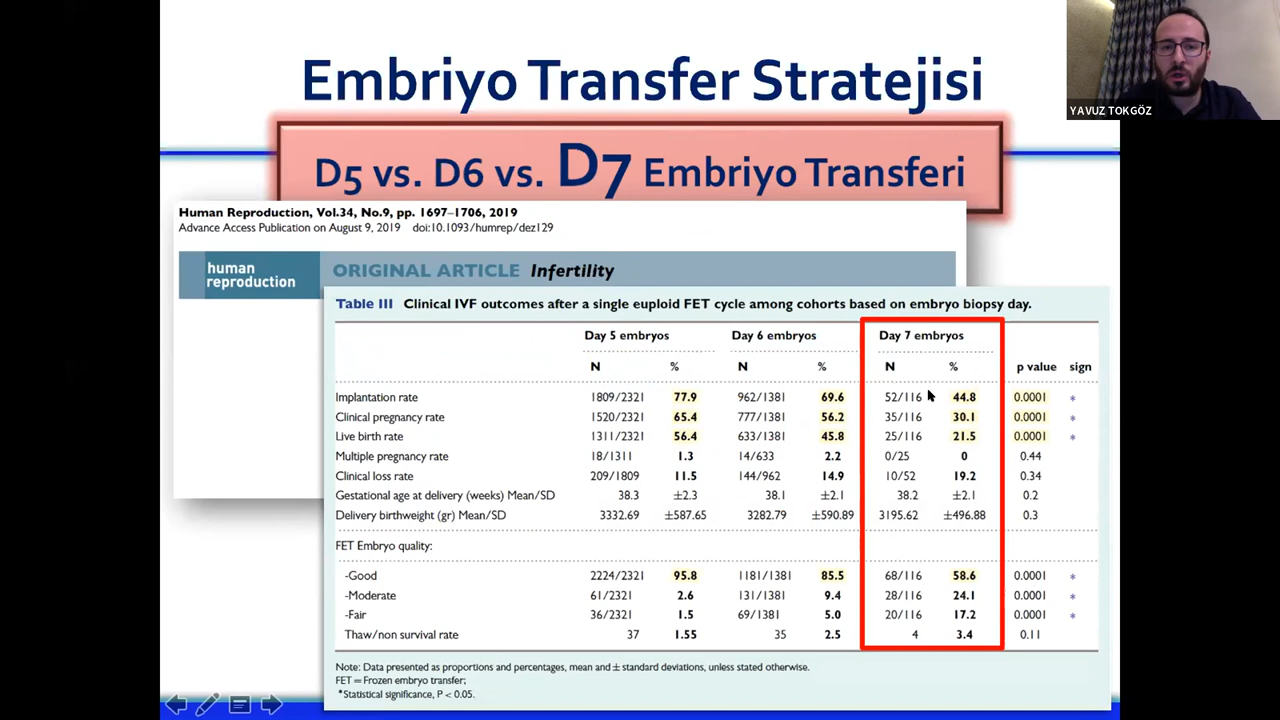 Embriyo Transfer Stratejisi
YAVUZ TOKGÖZ
D5 vs. D6 vs. D7 Embriyo Transferi
Human Reproduction, Vol.34, No.9, pp. 1697–1706, 2019
Advance Access Publication on August 9, 2019 doi:10.1093/humrep/dez129
human
reproduction
ORIGINAL ARTICLE Infertility
Table III Clinical IVF outcomes after a single euploid FET cycle among cohorts based on embryo biopsy day.
Day 5 embryos Day 6 embryos Day 7 embryos
N % N % N % p value sign
Implantation rate 1809/2321 77.9 962/1381 69.6 52/116 44.8 0.0001 *
Clinical pregnancy rate 1520/2321 65.4 777/1381 56.2 35/116 30.1 0.0001 *
Live birth rate 1311/2321 56.4 633/1381 45.8 25/116 21.5 0.0001 *
Multiple pregnancy rate 18/1311 1.3 14/633 2.2 0/25 0 0.44
Clinical loss rate 209/1809 11.5 144/962 14.9 10/52 19.2 0.34
Gestational age at delivery (weeks) Mean/SD 38.3 ±2.3 38.1 ±2.1 38.2 ±2.1 0.2
Delivery birthweight (gr) Mean/SD 3332.69 ±587.65 3282.79 ±590.89 3195.62 ±496.88 0.3
FET Embryo quality:
-Good 2224/2321 95.8 1181/1381 85.5 68/116 58.6 0.0001 *
-Moderate 61/2321 2.6 131/1381 9.4 28/116 24.1 0.0001 *
-Fair 36/2321 1.5 69/1381 5.0 20/116 17.2 0.0001 *
Thaw/non survival rate 37 1.55 35 2.5 4 3.4 0.11
Note: Data presented as proportions and percentages, mean and ± standard deviations, unless stated otherwise.
FET = Frozen embryo transfer;
*Statistical significance, P < 0.05.